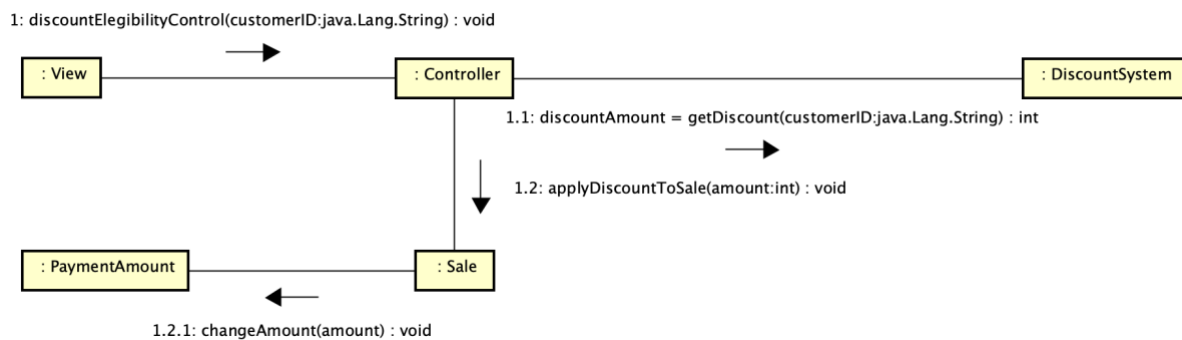 1: discountElegibilityControl(customerID:java.Lang.String) : void
: View
: Controller
: DiscountSystem
1.1: discountAmount = getDiscount(customerID:java.Lang.String) : int
1.2: applyDiscountToSale(amount:int) : void
: PaymentAmount
: Sale
1.2.1: changeAmount(amount) : void